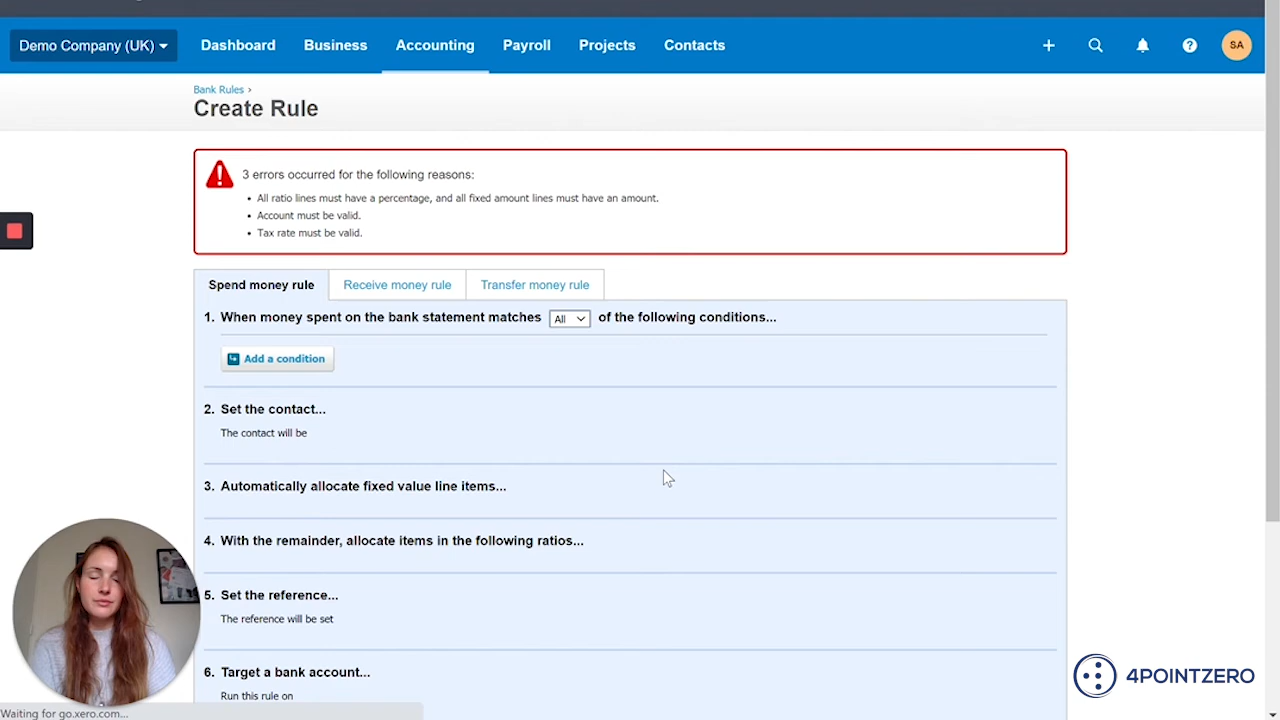 Demo Company (UK)
Dashboard
Business
Accounting
Payroll
Projects
Contacts
SA
Bank Rules ›
Create Rule
3 errors occurred for the following reasons:
• All ratio lines must have a percentage, and all fixed amount lines must have an amount.
• Account must be valid.
• Tax rate must be valid.
Spend money rule
Receive money rule
Transfer money rule
1. When money spent on the bank statement matches All of the following conditions...
Add a condition
2. Set the contact...
The contact will be
3. Automatically allocate fixed value line items...
4. With the remainder, allocate items in the following ratios...
5. Set the reference...
The reference will be set
6. Target a bank account...
Run this rule on
4POINTZERO
Waiting for go.xero.com...